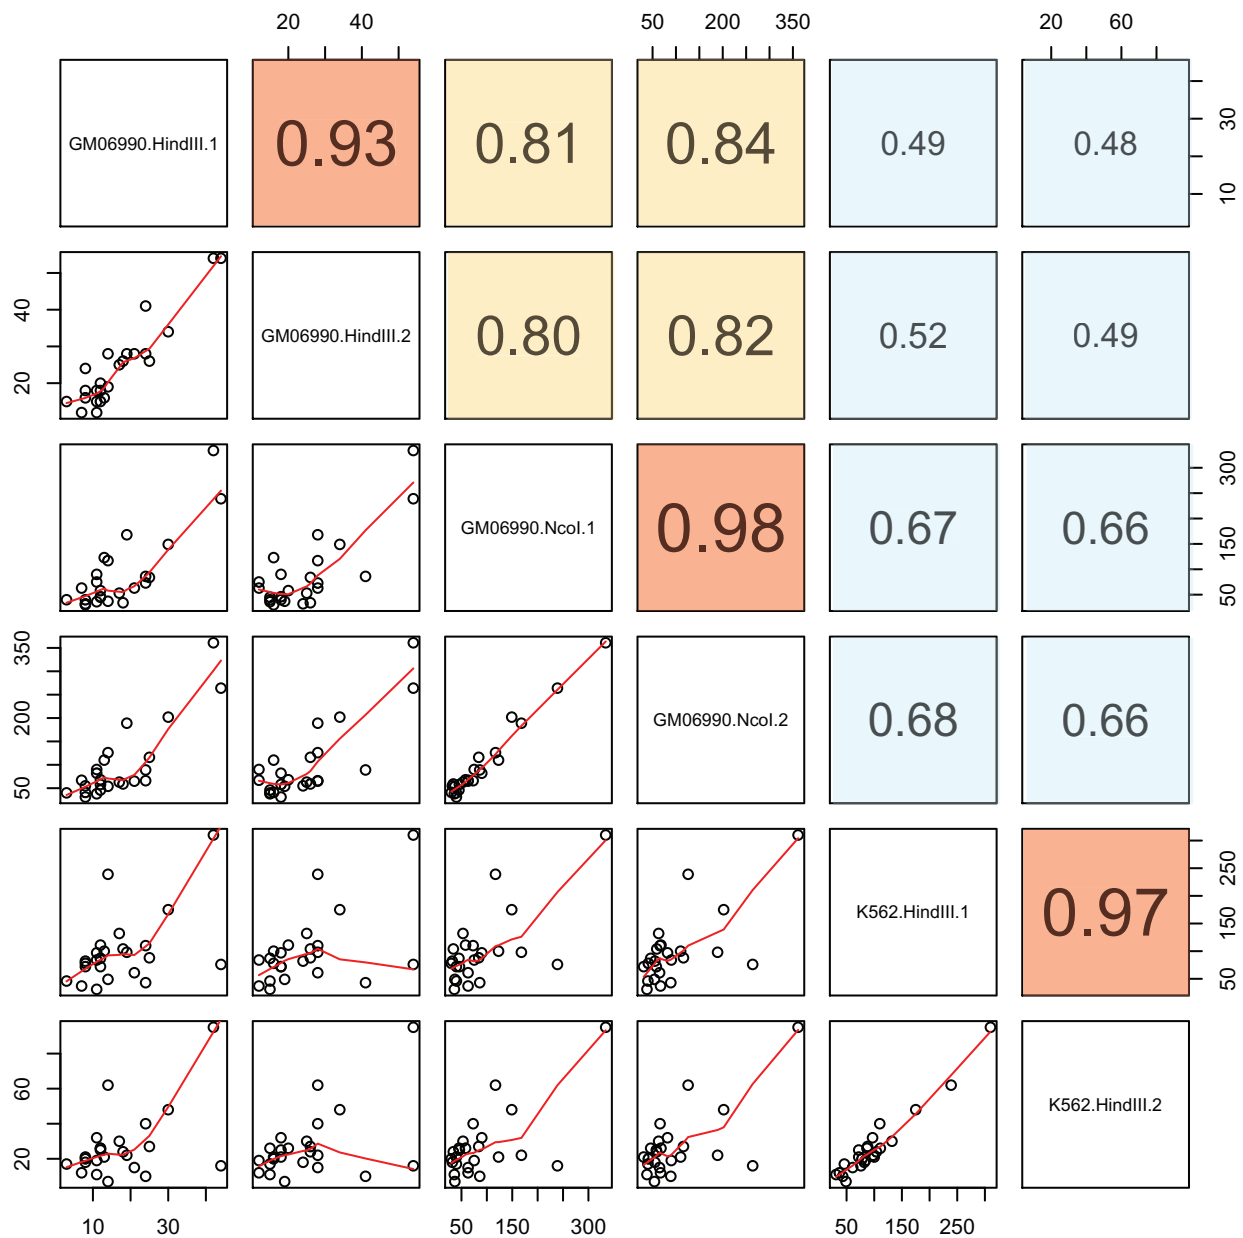 20 40 50 200 350 20 60
GM06990.HindIII.1 0.93 0.81 0.84 0.49 0.48 10 30
20 40 GM06990.HindIII.2 0.80 0.82 0.52 0.49
GM06990.NcoI.1 0.98 0.67 0.66 50 150 300
50 200 350 GM06990.NcoI.2 0.68 0.66
K562.HindIII.1 0.97 50 150 250
20 60 K562.HindIII.2
10 30 50 150 300 50 150 250